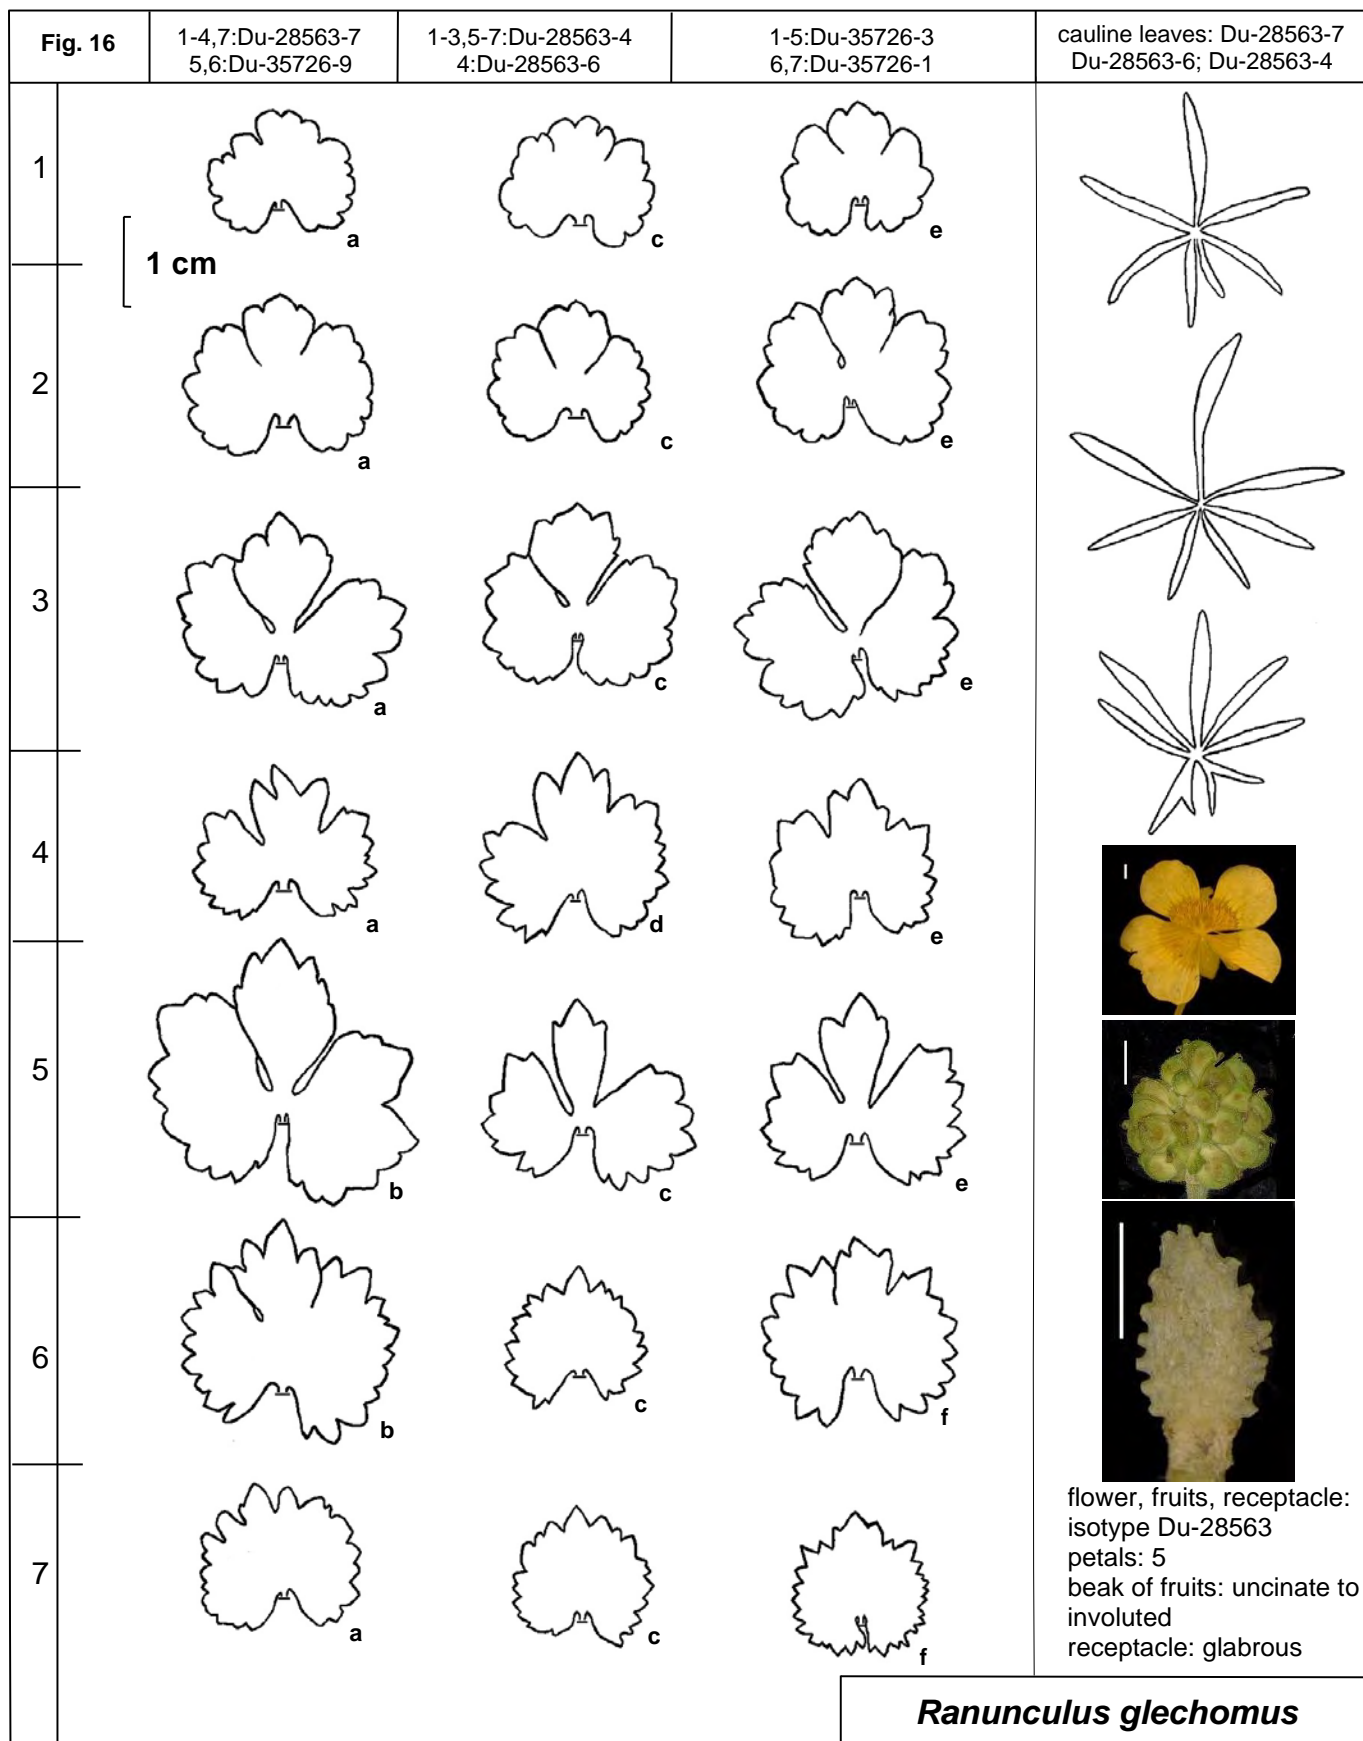 Fig. 16
1-4,7:Du-28563-7
5,6:Du-35726-9
1-3,5-7:Du-28563-4
4:Du-28563-6
1-5:Du-35726-3
6,7:Du-35726-1
cauline leaves: Du-28563-7
Du-28563-6; Du-28563-4
1
a
c
e
1 cm
2
a
c
e
3
a
c
e
4
a
d
e
5
b
c
e
6
b
c
f
7
a
c
f
flower, fruits, receptacle:
isotype Du-28563
petals: 5
beak of fruits: uncinate to
involuted
receptacle: glabrous
Ranunculus glechomus